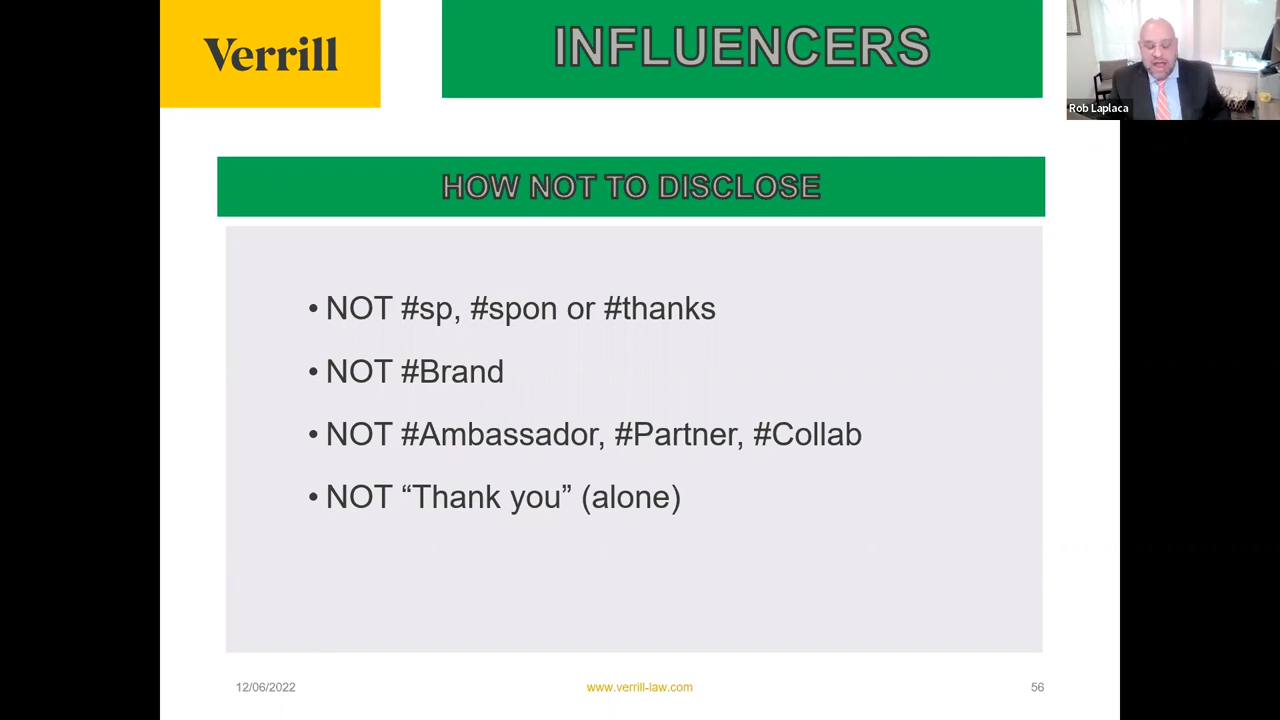 Verrill
INFLUENCERS
Rob Laplaca
HOW NOT TO DISCLOSE
• NOT #sp, #spon or #thanks
• NOT #Brand
• NOT #Ambassador, #Partner, #Collab
• NOT “Thank you” (alone)
12/06/2022
www.verrill-law.com
56